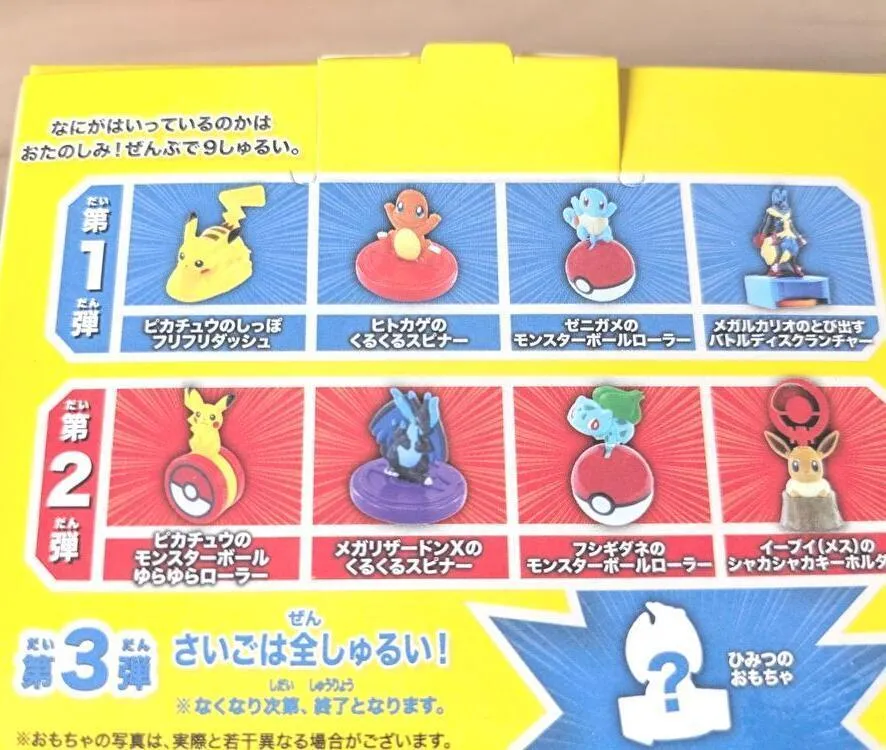 なにがはいっているのかは
おたのしみ!ぜんぶで9しゅるい。
だい
第1弾
だん
ピカチュウのしっぽ
フリフリダッシュ
ヒトカゲの
くるくるスピナー
ゼニガメの
モンスターボールローラー
メガルカリオのとび出す
バトルディスクランチャー
だい
第2弾
だん
ピカチュウの
モンスターボール
ゆらゆらローラー
メガリザードンXの
くるくるスピナー
フシギダネの
モンスターボールローラー
イーブイ(メス)の
シャカシャカキーホルダ
だい だん
第3弾
ぜん
さいごは全しゅるい!
しだい しゅうりょう
※なくなり次第、終了となります。
?
ひみつの
おもちゃ
※おもちゃの写真は、実際と若干異なる場合がございます。